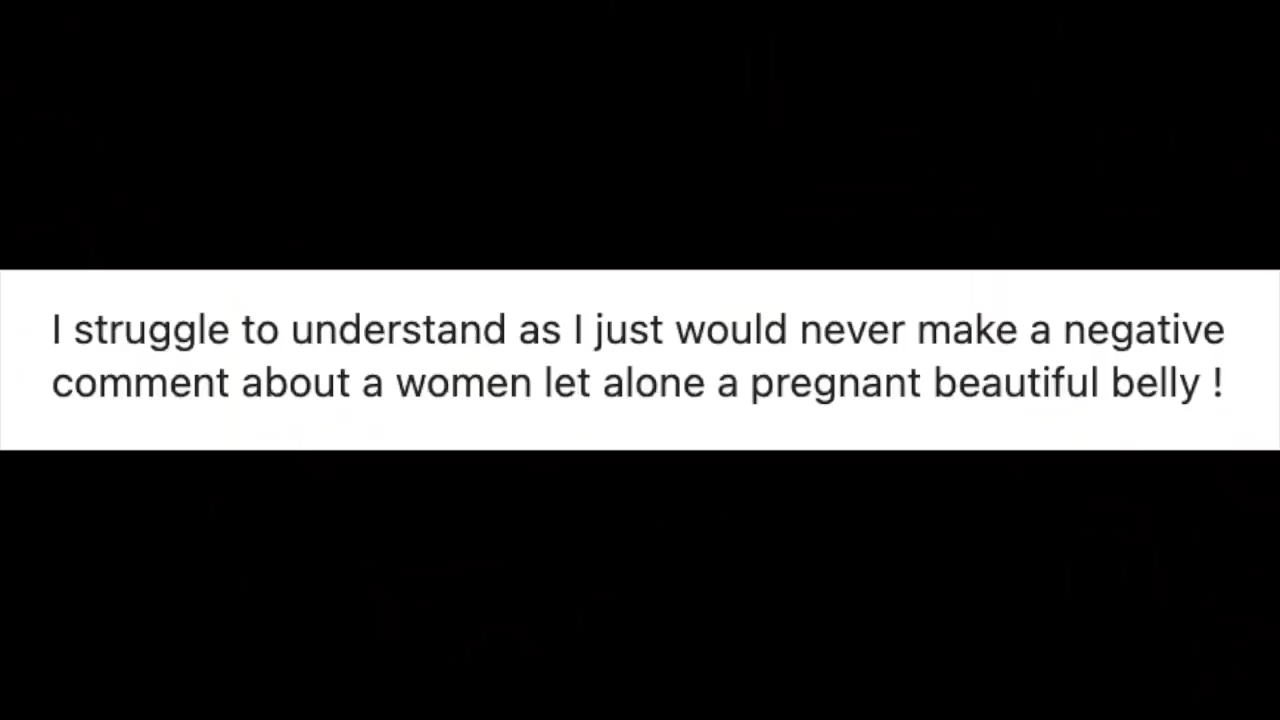 I struggle to understand as I just would never make a negative
comment about a women let alone a pregnant beautiful belly !